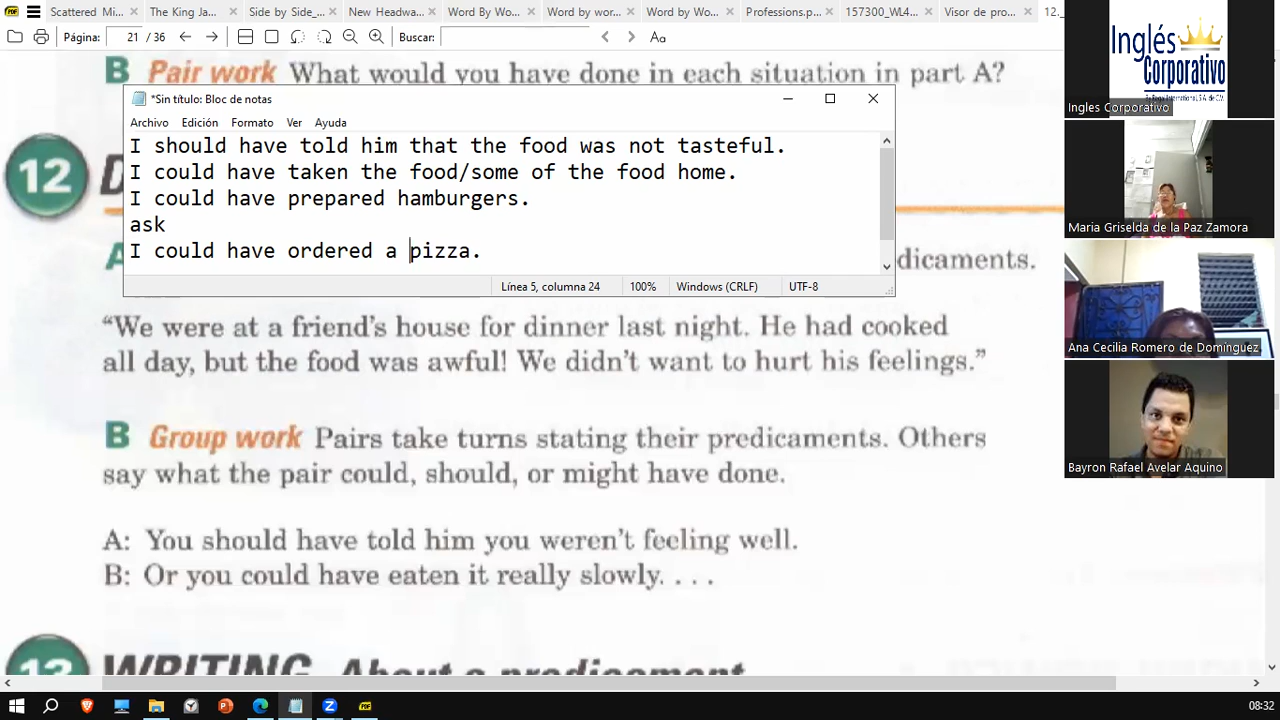 Scattered Mi...
The King Ja...
Side by Side_...
New Headwa...
Word By Wo...
Word by wor...
Word by Wo...
Professions.p...
157300_WL4...
Visor de pro...
12._
Página: 21 / 36
Buscar:
Aa
B Pair work What would you have done in each situation in part A?
*Sin título: Bloc de notas
Archivo Edición Formato Ver Ayuda
I should have told him that the food was not tasteful.
I could have taken the food/some of the food home.
I could have prepared hamburgers.
ask
I could have ordered a pizza.
Línea 5, columna 24 100% Windows (CRLF) UTF-8
12 D
A dicaments.
“We were at a friend’s house for dinner last night. He had cooked
all day, but the food was awful! We didn’t want to hurt his feelings.”
B Group work Pairs take turns stating their predicaments. Others
say what the pair could, should, or might have done.
A: You should have told him you weren’t feeling well.
B: Or you could have eaten it really slowly. . . .
13 WRITING About a predicament
Inglés
Corporativo
Ingles Corporativo
Maria Griselda de la Paz Zamora
Ana Cecilia Romero de Domínguez
Bayron Rafael Avelar Aquino
08:32